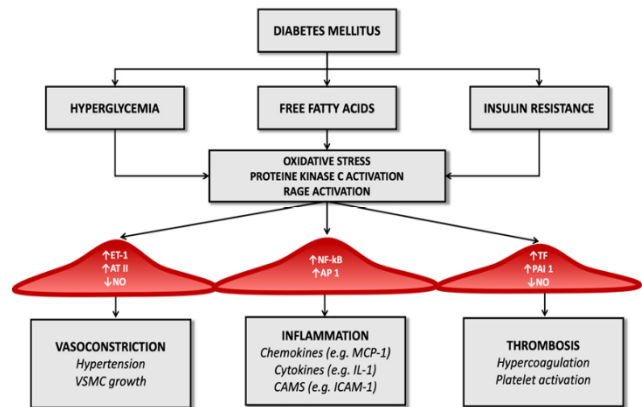 DIABETES MELLITUS
HYPERGLYCEMIA
FREE FATTY ACIDS
INSULIN RESISTANCE
OXIDATIVE STRESS
PROTEINE KINASE C ACTIVATION
RAGE ACTIVATION
↑ET-1
↑AT II
↓NO
↑NF-kB
↑AP 1
↑TF
↑PAI 1
↓NO
VASOCONSTRICTION
Hypertension
VSMC growth
INFLAMMATION
Chemokines (e.g. MCP-1)
Cytokines (e.g. IL-1)
CAMS (e.g. ICAM-1)
THROMBOSIS
Hypercoagulation
Platelet activation